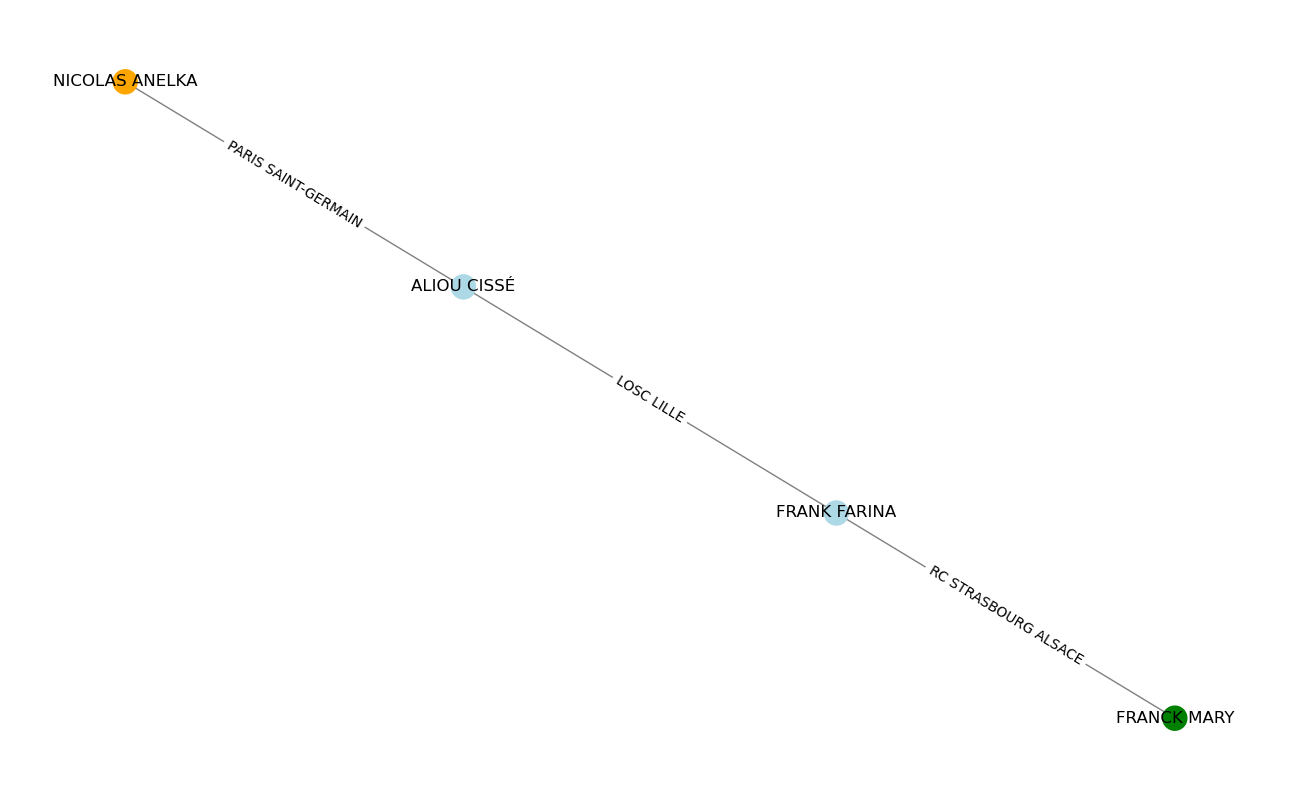 NICOLAS ANELKA
PARIS SAINT-GERMAIN
ALIOU CISSÉ
LOSC LILLE
FRANK FARINA
RC STRASBOURG ALSACE
FRANCK MARY